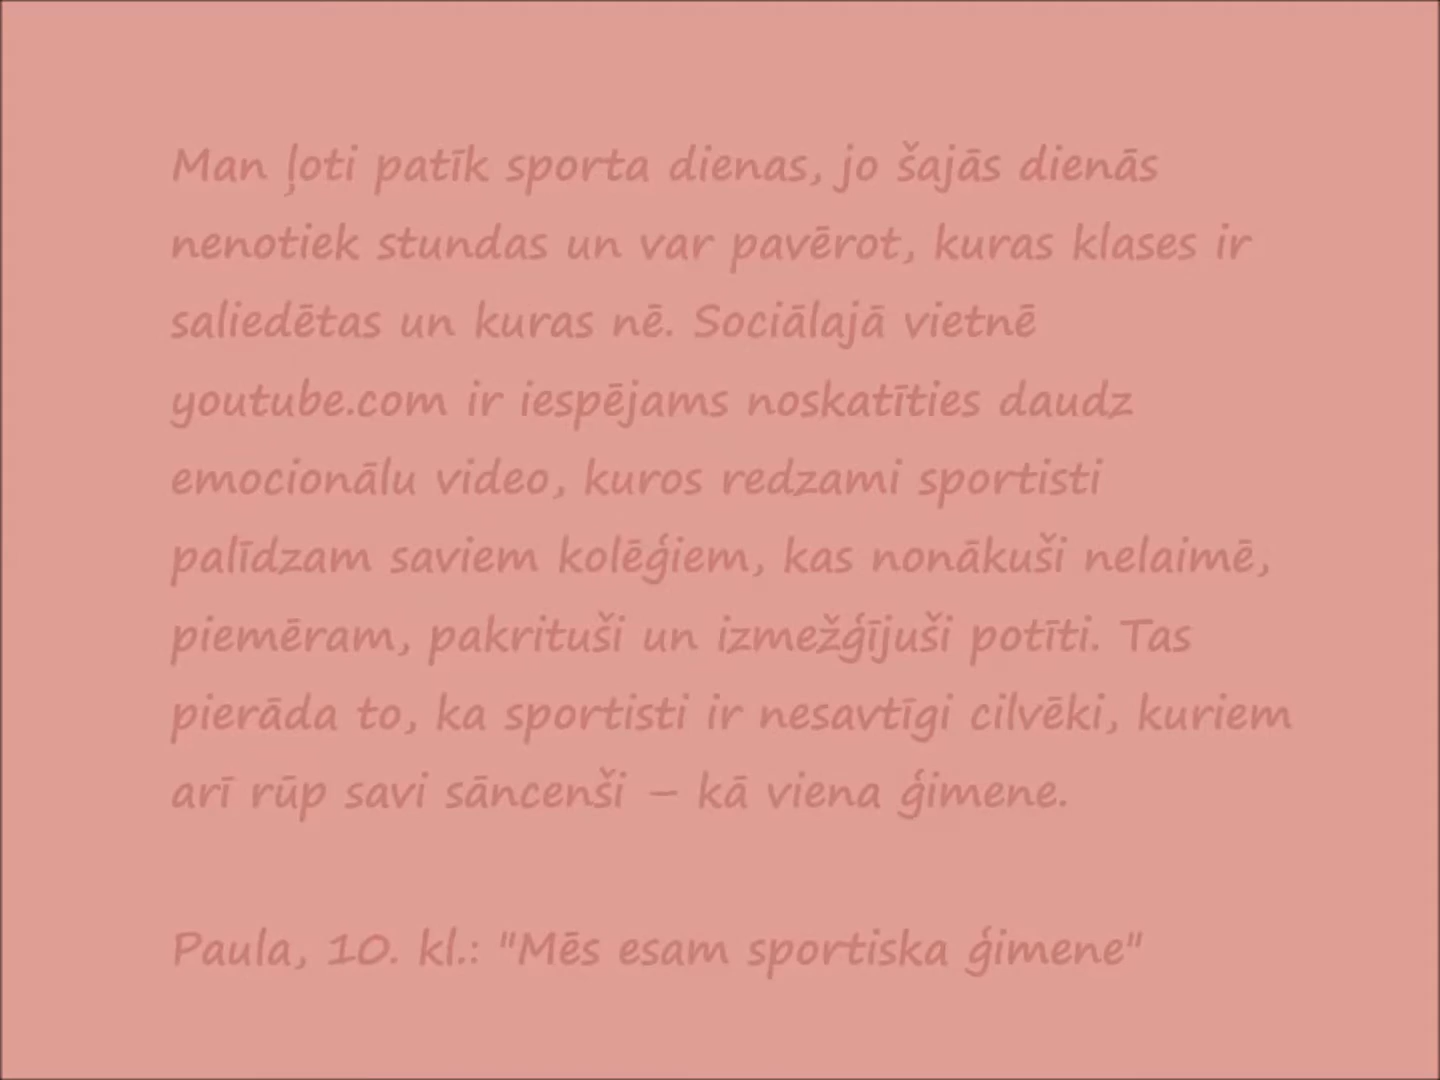 Man ļoti patīk sporta dienas, jo šajās dienās
nenotiek stundas un var pavērot, kuras klases ir
saliedētas un kuras nē. Sociālajā vietnē
youtube.com ir iespējams noskatīties daudz
emocionālu video, kuros redzami sportisti
palīdzam saviem kolēģiem, kas nonākuši nelaimē,
piemēram, pakrituši un izmežģījuši potīti. Tas
pierāda to, ka sportisti ir nesavtīgi cilvēki, kuriem
arī rūp savi sāncenši – kā viena ģimene.
Paula, 10. kl.: "Mēs esam sportiska ģimene"